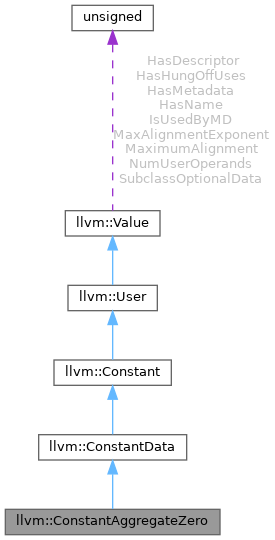 unsigned
HasDescriptor
HasHungOffUses
HasMetadata
HasName
IsUsedByMD
MaxAlignmentExponent
MaximumAlignment
NumUserOperands
SubclassOptionalData
llvm::Value
llvm::User
llvm::Constant
llvm::ConstantData
llvm::ConstantAggregateZero